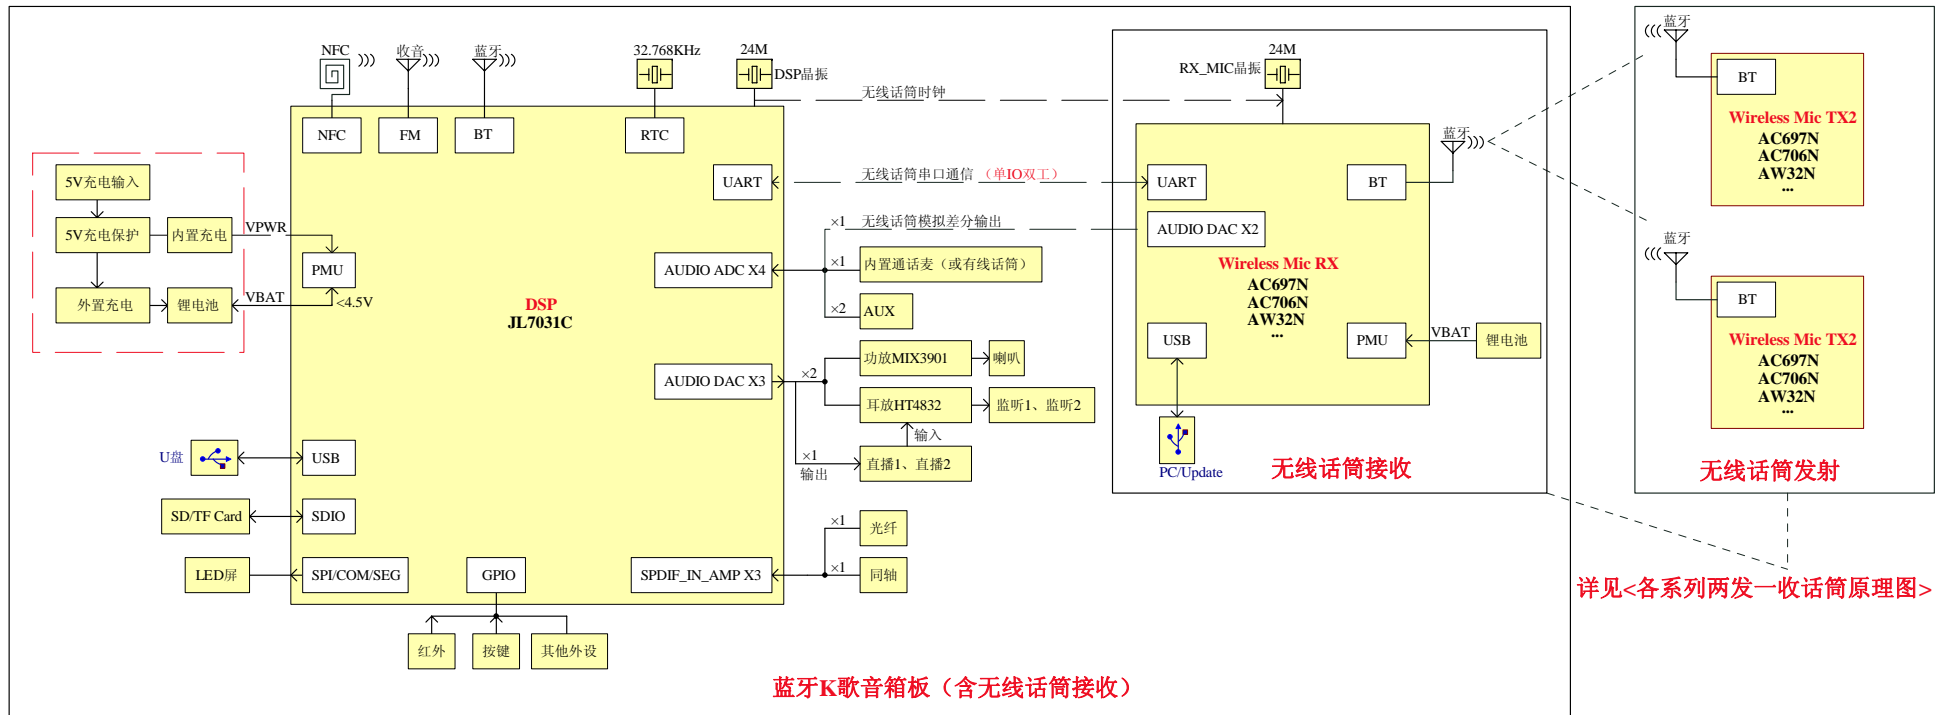 NFC
收音
蓝牙
32.768KHz
24M
DSP晶振
NFC
FM
BT
RTC
无线话筒时钟
24M
RX_MIC晶振
5V充电输入
5V充电保护
内置充电
外置充电
锂电池
VPWR
VBAT
PMU
<4.5V
DSP
JL7031C
UART
无线话筒串口通信（单IO双工）
UART
BT
蓝牙
×1
无线话筒模拟差分输出
AUDIO DAC X2
AUDIO ADC X4
×1
内置通话麦（或有线话筒）
×2
AUX
Wireless Mic RX
AC697N
AC706N
AW32N
...
USB
PMU
VBAT
锂电池
PC/Update
无线话筒接收
AUDIO DAC X3
×2
功放MIX3901
喇叭
耳放HT4832
监听1、监听2
输入
×1
输出
直播1、直播2
U盘
USB
SD/TF Card
SDIO
LED屏
SPI/COM/SEG
GPIO
SPDIF_IN_AMP X3
×1
光纤
×1
同轴
红外
按键
其他外设
蓝牙K歌音箱板（含无线话筒接收）
蓝牙
BT
Wireless Mic TX2
AC697N
AC706N
AW32N
...
蓝牙
BT
Wireless Mic TX2
AC697N
AC706N
AW32N
...
无线话筒发射
详见<各系列两发一收话筒原理图>